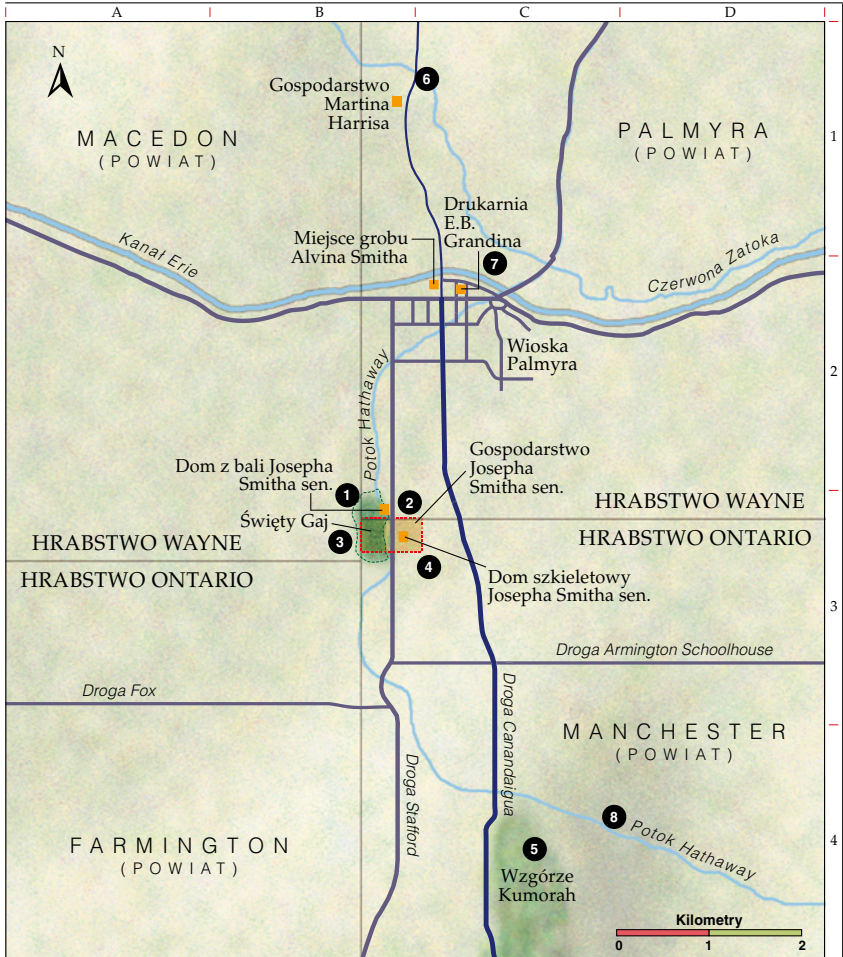 A B C D
N
6
Gospodarstwo
Martina
Harrisa
MACEDON
(POWIAT)
PALMYRA
(POWIAT)
1
Drukarnia
E.B.
Grandina
Miejsce grobu
Alvina Smitha
7
Kanał Erie
Czerwona Zatoka
Wioska
Palmyra
2
Potok Hathaway
Gospodarstwo
Josepha
Smitha sen.
Dom z bali Josepha
Smitha sen.
1
2
HRABSTWO WAYNE
Święty Gaj
3
HRABSTWO WAYNE
HRABSTWO ONTARIO
4
HRABSTWO ONTARIO
Dom szkieletowy
Josepha Smitha sen.
3
Droga Armington Schoolhouse
Droga Fox
Droga Canandaigua
MANCHESTER
(POWIAT)
Droga Stafford
8
Potok Hathaway
FARMINGTON
(POWIAT)
5
Wzgórze
Kumorah
4
Kilometry
0 1 2